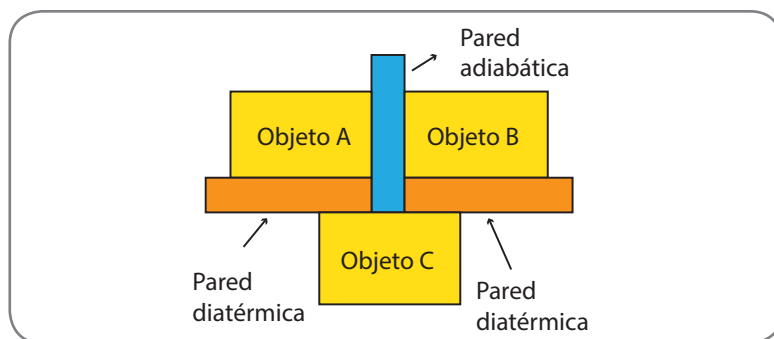 Pared
adiabática
Objeto A
Objeto B
Objeto C
Pared
diatérmica
Pared
diatérmica